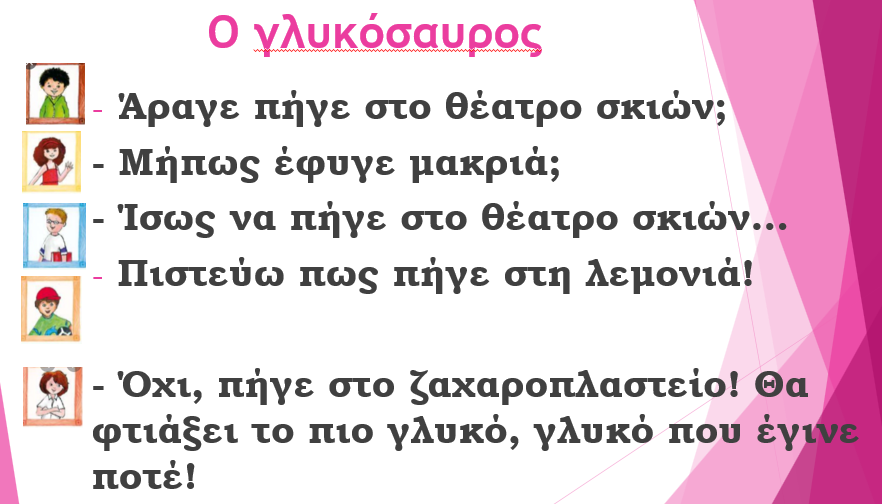 Ο γλυκόσαυρος
- Άραγε πήγε στο θέατρο σκιών;
- Μήπως έφυγε μακριά;
- Ίσως να πήγε στο θέατρο σκιών...
- Πιστεύω πως πήγε στη λεμονιά!
- Όχι, πήγε στο ζαχαροπλαστείο! Θα
φτιάξει το πιο γλυκό, γλυκό που έγινε
ποτέ!